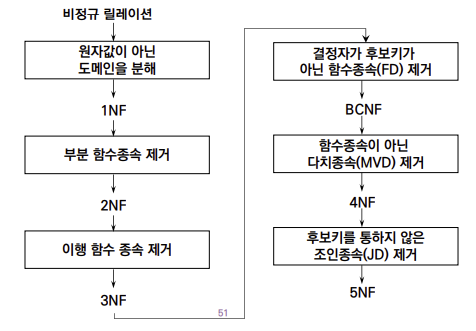 비정규 릴레이션
원자값이 아닌
도메인을 분해
1NF
부분 함수종속 제거
2NF
이행 함수 종속 제거
3NF
결정자가 후보키가
아닌 함수종속(FD) 제거
BCNF
함수종속이 아닌
다치종속(MVD) 제거
4NF
후보키를 통하지 않은
조인종속(JD) 제거
5NF
51